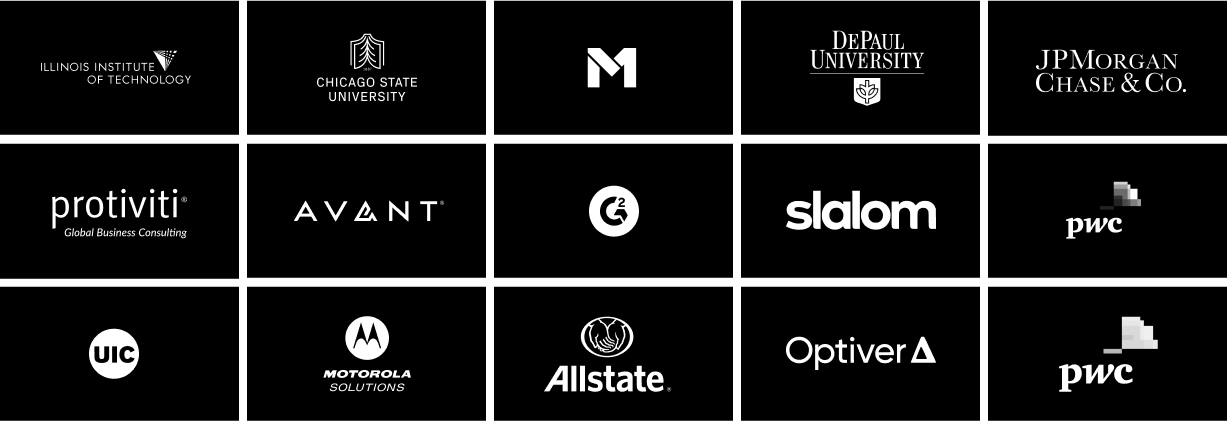 ILLINOIS INSTITUTE
OF TECHNOLOGY
CHICAGO STATE
UNIVERSITY
M
DEPAUL
UNIVERSITY
JPMORGAN
CHASE & CO.
protiviti®
Global Business Consulting
AVANT®
G2
slalom
pwc
UIC
MOTOROLA
SOLUTIONS
Allstate®
Optiver
pwc